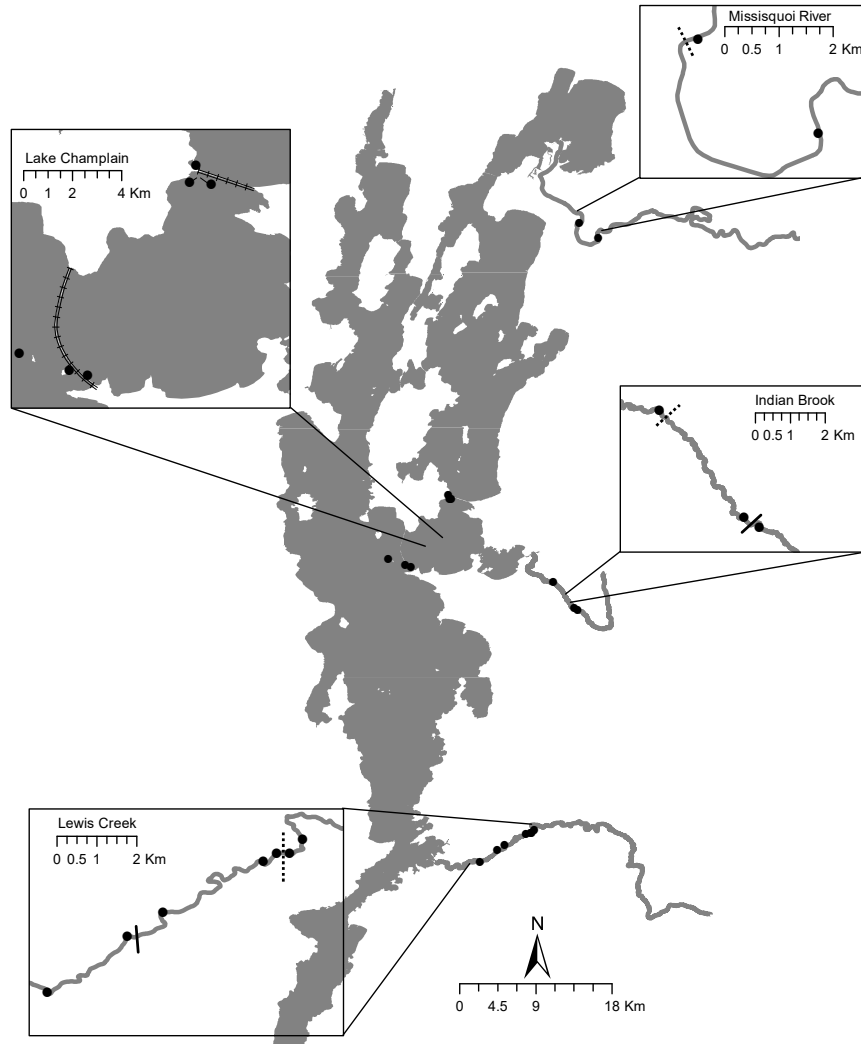 Missisquoi River
0 0.5 1 2 Km
Lake Champlain
0 1 2 4 Km
Indian Brook
0 0.5 1 2 Km
Lewis Creek
0 0.5 1 2 Km
N
0 4.5 9 18 Km